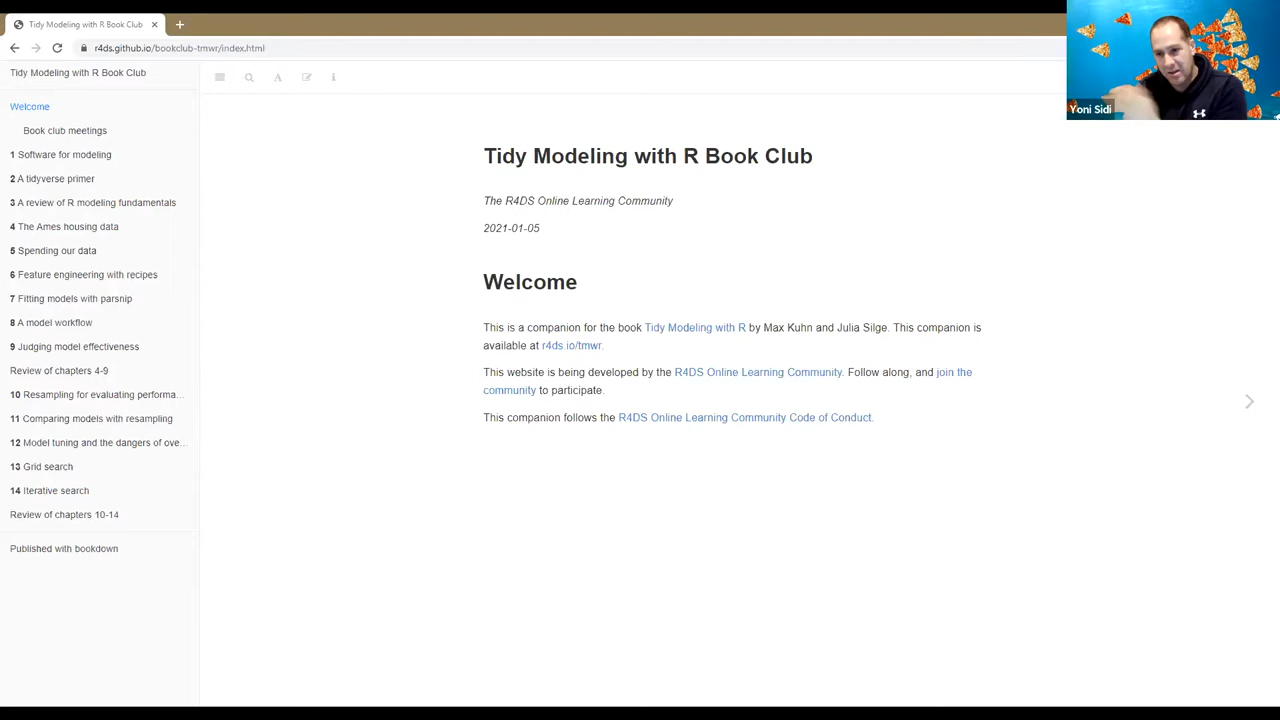 Tidy Modeling with R Book Club
r4ds.github.io/bookclub-tmwr/index.html
Yoni Sidi
Tidy Modeling with R Book Club
Welcome
Book club meetings
1 Software for modeling
2 A tidyverse primer
3 A review of R modeling fundamentals
4 The Ames housing data
5 Spending our data
6 Feature engineering with recipes
7 Fitting models with parsnip
8 A model workflow
9 Judging model effectiveness
Review of chapters 4-9
10 Resampling for evaluating performa...
11 Comparing models with resampling
12 Model tuning and the dangers of ove...
13 Grid search
14 Iterative search
Review of chapters 10-14
Published with bookdown
Tidy Modeling with R Book Club
The R4DS Online Learning Community
2021-01-05
Welcome
This is a companion for the book Tidy Modeling with R by Max Kuhn and Julia Silge. This companion is
available at r4ds.io/tmwr.
This website is being developed by the R4DS Online Learning Community. Follow along, and join the
community to participate.
This companion follows the R4DS Online Learning Community Code of Conduct.